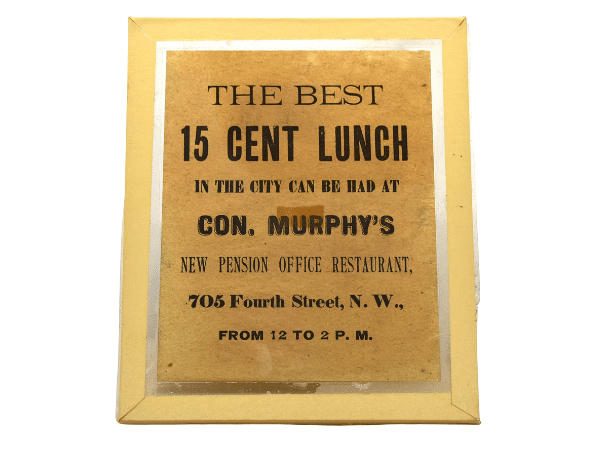 THE BEST
15 CENT LUNCH
IN THE CITY CAN BE HAD AT
CON. MURPHY'S
NEW PENSION OFFICE RESTAURANT,
705 Fourth Street, N. W.,
FROM 12 TO 2 P. M.